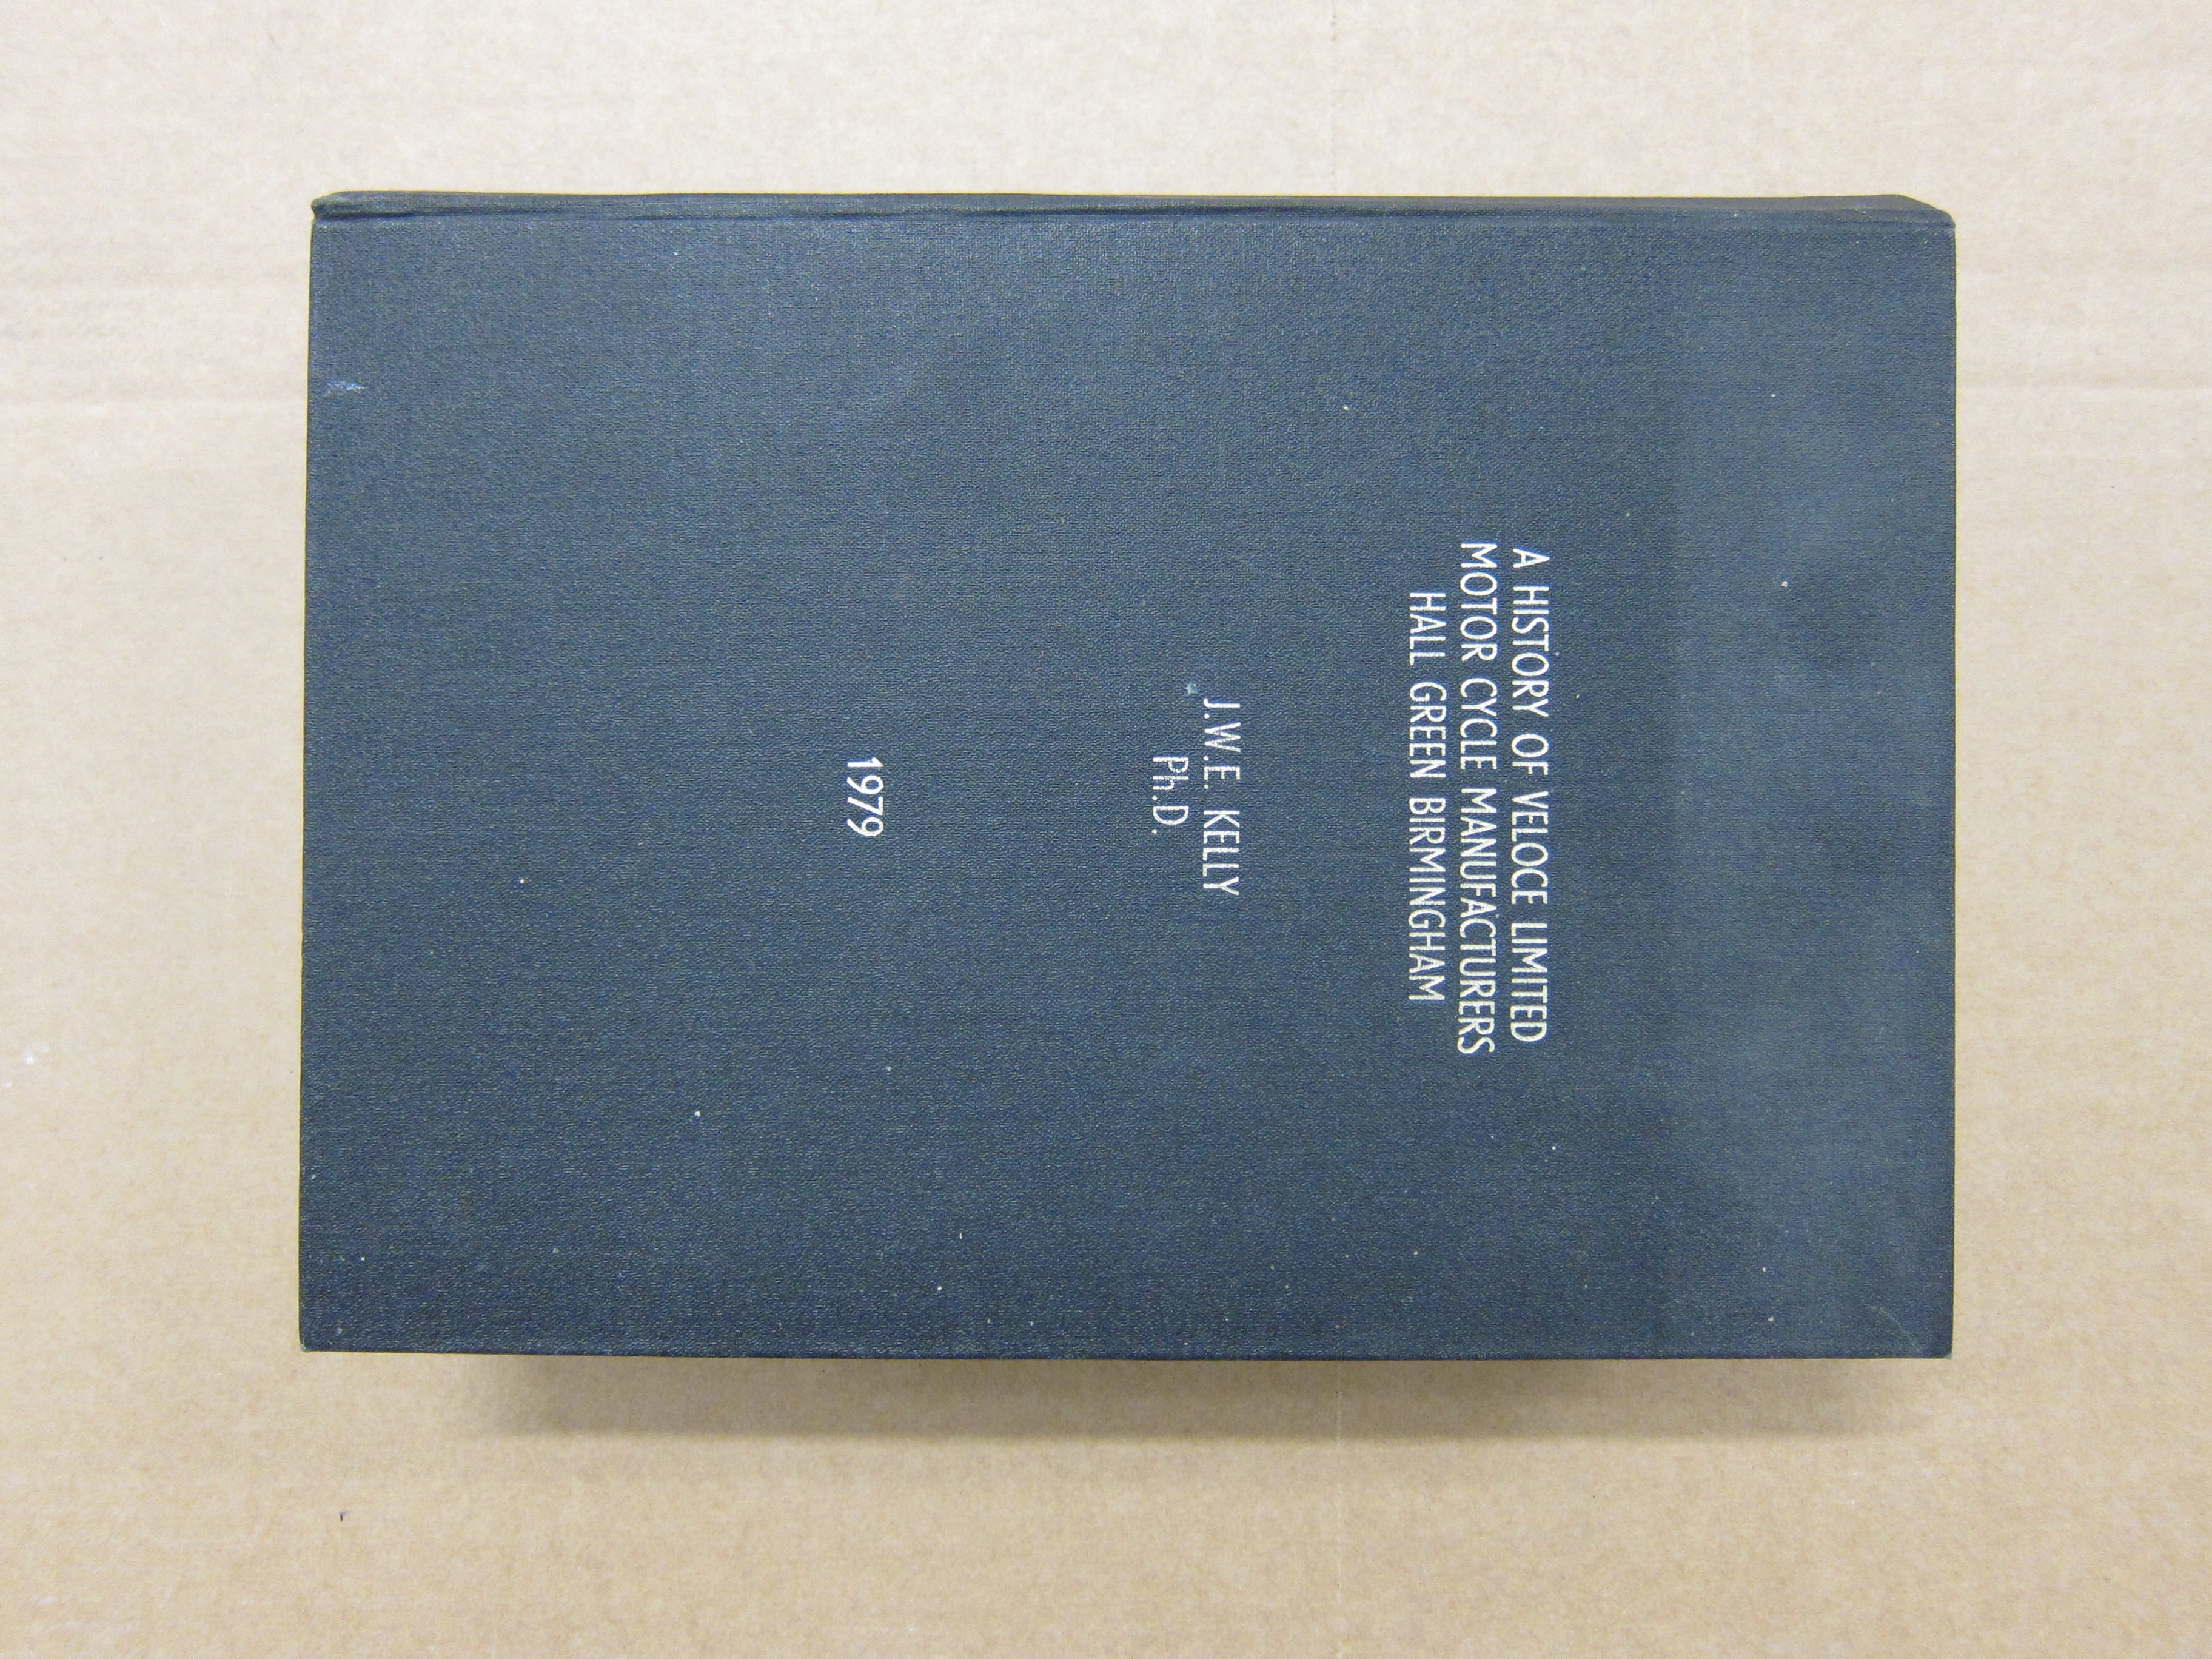 A HISTORY OF VELOCE LIMITED
MOTOR CYCLE MANUFACTURERS
HALL GREEN BIRMINGHAM
J.W.E. KELLY
Ph.D.
1979